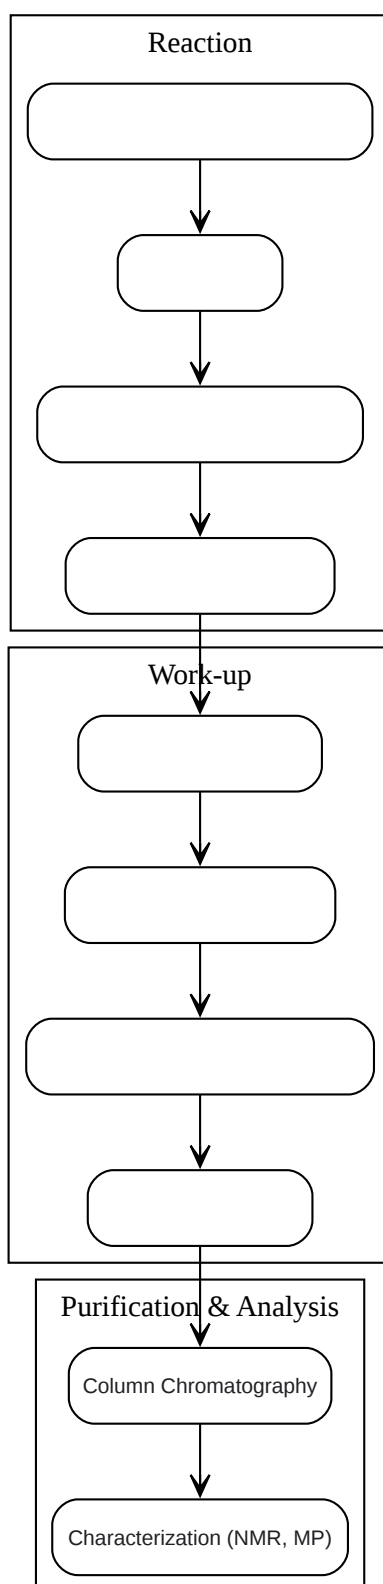 Reaction
Work-up
Purification & Analysis
Column Chromatography
Characterization (NMR, MP)